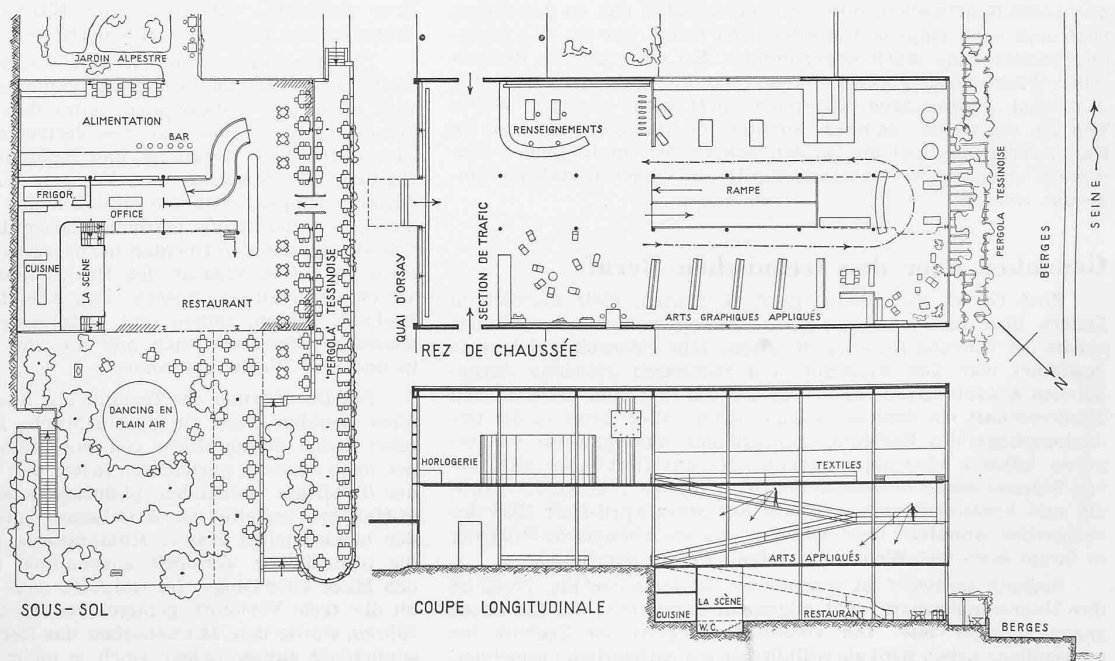 JARDIN ALPESTRE
ALIMENTATION
BAR
FRIGOR.
OFFICE
CUISINE
LA SCÈNE
RESTAURANT
PERGOLA TESSINOISE
DANCING EN
PLEIN AIR
SOUS-SOL
QUAI D'ORSAY
SECTION DE TRAFIC
RENSEIGNEMENTS
RAMPE
ARTS GRAPHIQUES APPLIQUÉS
PERGOLA TESSINOISE
BERGES
SEINE
N
REZ DE CHAUSSÉE
HORLOGERIE
TEXTILES
ARTS APPLIQUÉS
CUISINE
LA SCÈNE
W.C.
RESTAURANT
BERGES
COUPE LONGITUDINALE